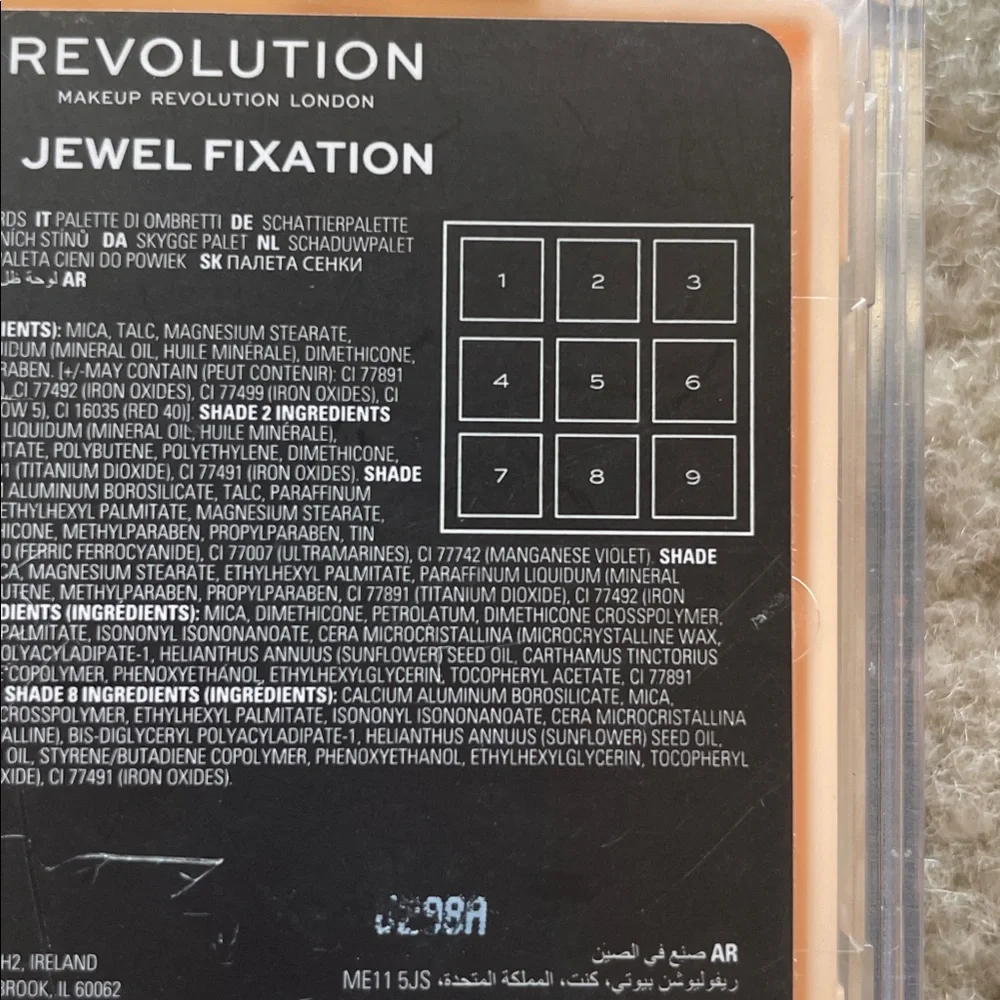 REVOLUTION
MAKEUP REVOLUTION LONDON
JEWEL FIXATION
RDS IT PALETTE DI OMBRETTI DE SCHATTIERPALETTE
NÍCH STÍNŮ DA SKYGGE PALET NL SCHADUWPALET
ALETA CIENI DO POWIEK SK ПАЛЕТА СЕНКИ
AR لوحة ظل
IENTS): MICA, TALC, MAGNESIUM STEARATE,
IDUM (MINERAL OIL, HUILE MINÉRALE), DIMETHICONE,
RABEN. [+/-MAY CONTAIN (PEUT CONTENIR): CI 77891
), CI 77492 (IRON OXIDES), CI 77499 (IRON OXIDES), CI
OW 5), CI 16035 (RED 40)]. SHADE 2 INGREDIENTS
LIQUIDUM (MINERAL OIL, HUILE MINÉRALE),
ITATE, POLYBUTENE, POLYETHYLENE, DIMETHICONE,
1 (TITANIUM DIOXIDE), CI 77491 (IRON OXIDES). SHADE
ALUMINUM BOROSILICATE, TALC, PARAFFINUM
ETHYLHEXYL PALMITATE, MAGNESIUM STEARATE,
HICONE, METHYLPARABEN, PROPYLPARABEN, TIN
0 (FERRIC FERROCYANIDE), CI 77007 (ULTRAMARINES), CI 77742 (MANGANESE VIOLET). SHADE
CA, MAGNESIUM STEARATE, ETHYLHEXYL PALMITATE, PARAFFINUM LIQUIDUM (MINERAL
UTENE, METHYLPARABEN, PROPYLPARABEN, CI 77891 (TITANIUM DIOXIDE), CI 77492 (IRON
DIENTS (INGRÉDIENTS): MICA, DIMETHICONE, PETROLATUM, DIMETHICONE CROSSPOLYMER,
PALMITATE, ISONONYL ISONONANOATE, CERA MICROCRISTALLINA (MICROCRYSTALLINE WAX,
OLYACYLADIPATE-1, HELIANTHUS ANNUUS (SUNFLOWER) SEED OIL, CARTHAMUS TINCTORIUS
COPOLYMER, PHENOXYETHANOL, ETHYLHEXYLGLYCERIN, TOCOPHERYL ACETATE, CI 77891
SHADE 8 INGREDIENTS (INGRÉDIENTS): CALCIUM ALUMINUM BOROSILICATE, MICA,
CROSSPOLYMER, ETHYLHEXYL PALMITATE, ISONONYL ISONONANOATE, CERA MICROCRISTALLINA
ALLINE), BIS-DIGLYCERYL POLYACYLADIPATE-1, HELIANTHUS ANNUUS (SUNFLOWER) SEED OIL,
OIL, STYRENE/BUTADIENE COPOLYMER, PHENOXYETHANOL, ETHYLHEXYLGLYCERIN, TOCOPHERYL
XIDE), CI 77491 (IRON OXIDES).
1 2 3
4 5 6
7 8 9
H2, IRELAND
BROOK, IL 60062
AR صنع في الصين
ريفوليوشن بيوتي، كنت، المملكة المتحدة، ME11 5JS